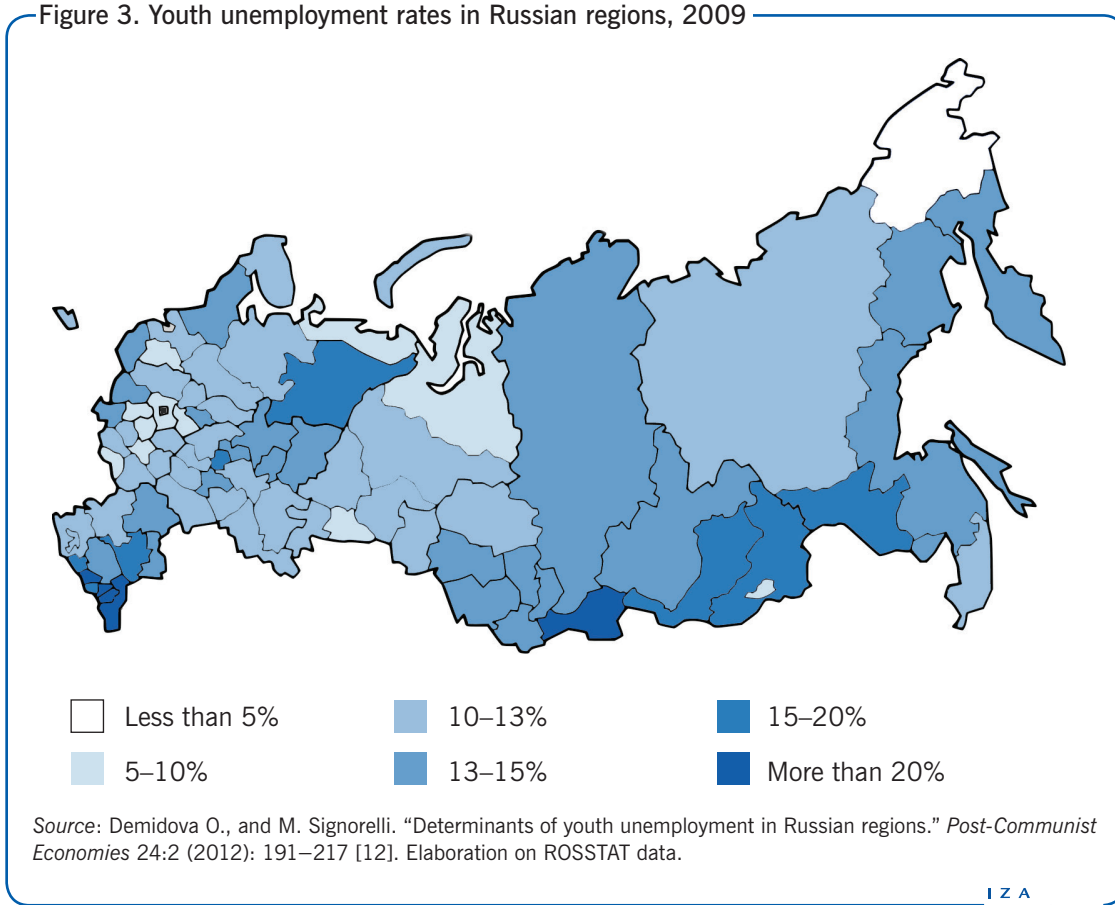 Figure 3. Youth unemployment rates in Russian regions, 2009
Less than 5%
10–13%
15–20%
5–10%
13–15%
More than 20%
Source: Demidova O., and M. Signorelli. “Determinants of youth unemployment in Russian regions.” Post-Communist
Economies 24:2 (2012): 191–217 [12]. Elaboration on ROSSTAT data.
I Z A